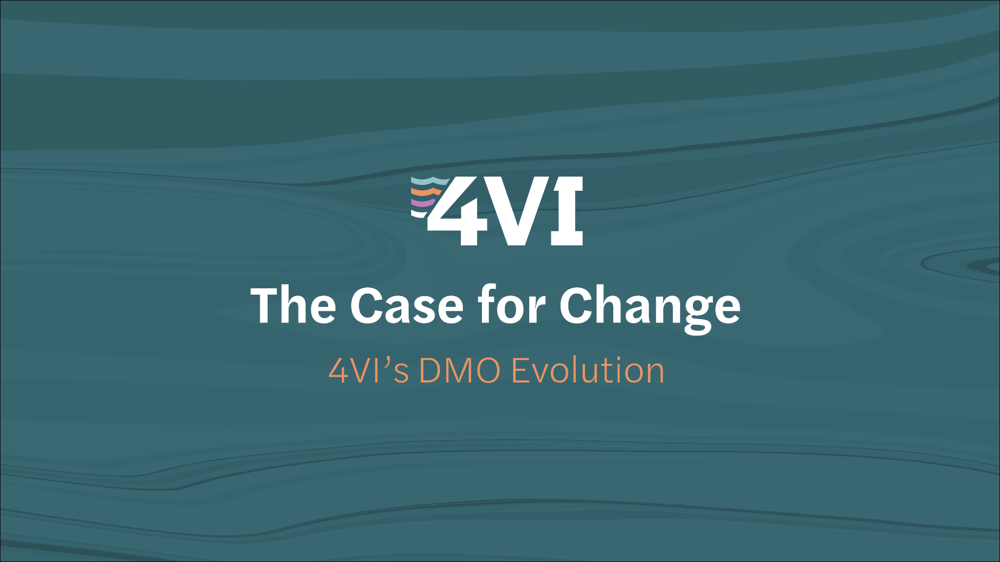 4VI
The Case for Change
4VI’s DMO Evolution